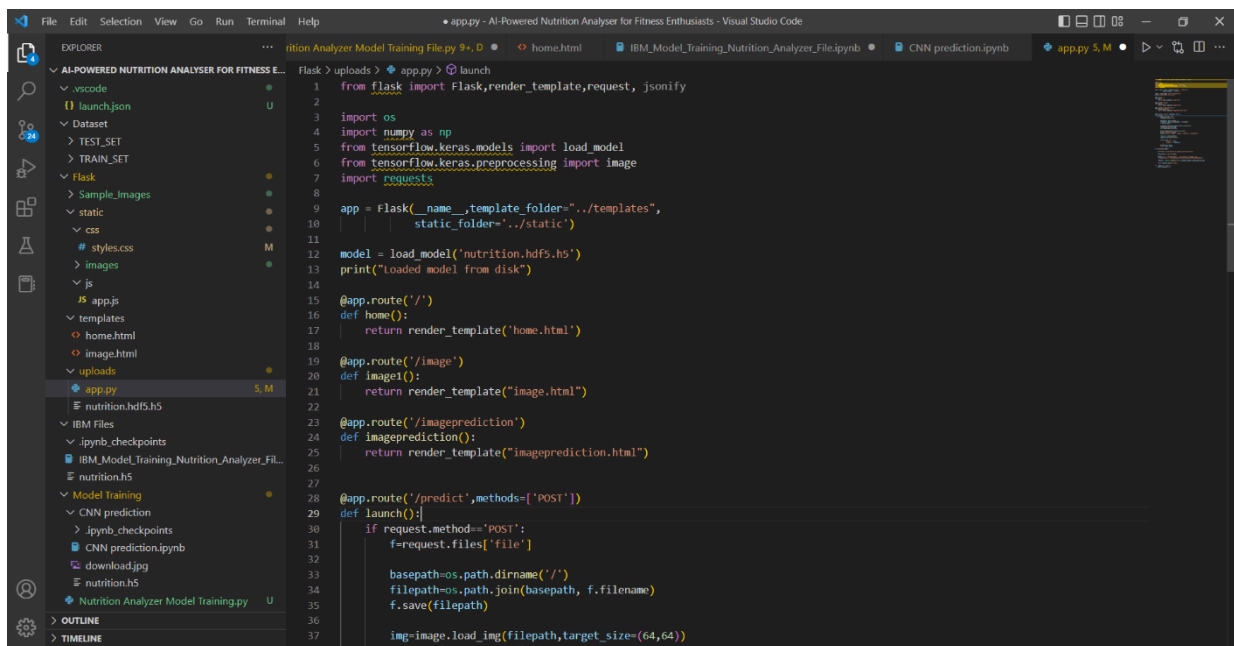 File Edit Selection View Go Run Terminal Help
● app.py - AI-Powered Nutrition Analyser for Fitness Enthusiasts - Visual Studio Code
EXPLORER
rition Analyzer Model Training File.py 9+, D ●
home.html
IBM_Model_Training_Nutrition_Analyzer_File.ipynb ●
CNN prediction.ipynb
app.py 5, M ●
AI-POWERED NUTRITION ANALYSER FOR FITNESS E...
.vscode
{} launch.json U
Dataset
TEST_SET
TRAIN_SET
Flask
Sample_Images
static
css
# styles.css M
images
js
JS app.js
templates
<> home.html
<> image.html
uploads
app.py 5, M
nutrition.hdf5.h5
IBM Files
.ipynb_checkpoints
IBM_Model_Training_Nutrition_Analyzer_Fil...
nutrition.h5
Model Training
CNN prediction
.ipynb_checkpoints
CNN prediction.ipynb
download.jpg
nutrition.h5
Nutrition Analyzer Model Training.py U
OUTLINE
TIMELINE
4
24
Flask > uploads > app.py > launch
1 from flask import Flask,render_template,request, jsonify
2
3 import os
4 import numpy as np
5 from tensorflow.keras.models import load_model
6 from tensorflow.keras.preprocessing import image
7 import requests
8
9 app = Flask(__name__,template_folder="../templates",
10 static_folder='../static')
11
12 model = load_model('nutrition.hdf5.h5')
13 print("Loaded model from disk")
14
15 @app.route('/')
16 def home():
17 return render_template('home.html')
18
19 @app.route('/image')
20 def image1():
21 return render_template("image.html")
22
23 @app.route('/imageprediction')
24 def imageprediction():
25 return render_template("imageprediction.html")
26
27
28 @app.route('/predict',methods=['POST'])
29 def launch():
30 if request.method=='POST':
31 f=request.files['file']
32
33 basepath=os.path.dirname('/')
34 filepath=os.path.join(basepath, f.filename)
35 f.save(filepath)
36
37 img=image.load_img(filepath,target_size=(64,64))